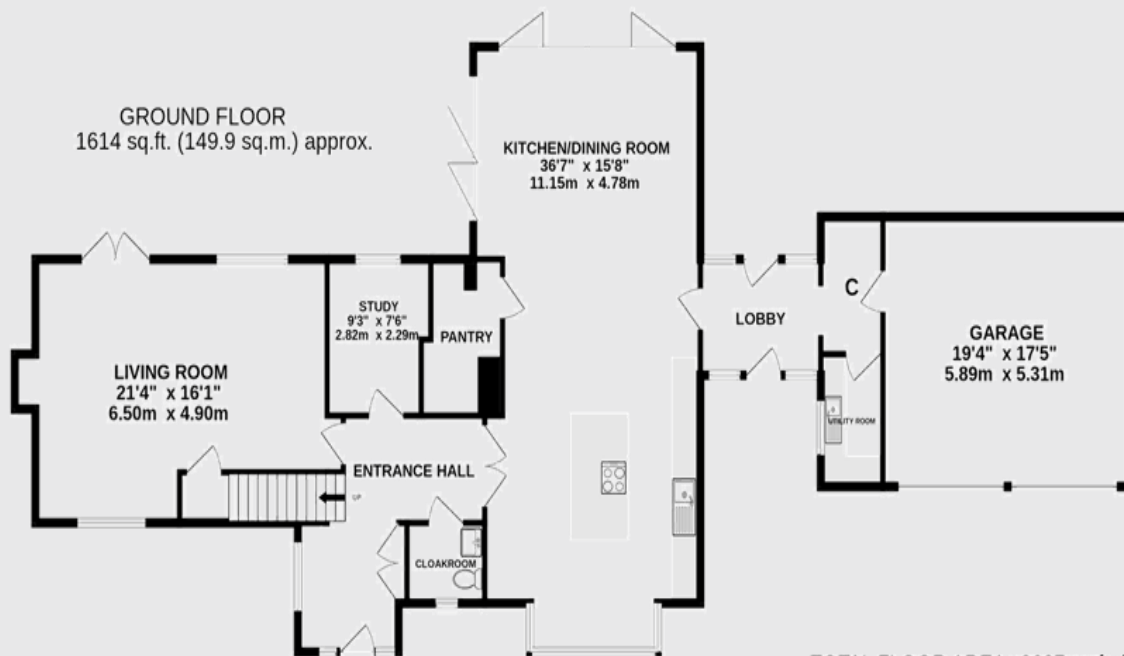 GROUND FLOOR
1614 sq.ft. (149.9 sq.m.) approx.
KITCHEN/DINING ROOM
36'7" x 15'8"
11.15m x 4.78m
STUDY
9'3" x 7'6"
2.82m x 2.29m
PANTRY
LOBBY
C
GARAGE
19'4" x 17'5"
5.89m x 5.31m
LIVING ROOM
21'4" x 16'1"
6.50m x 4.90m
UTILITY ROOM
ENTRANCE HALL
UP
CLOAKROOM